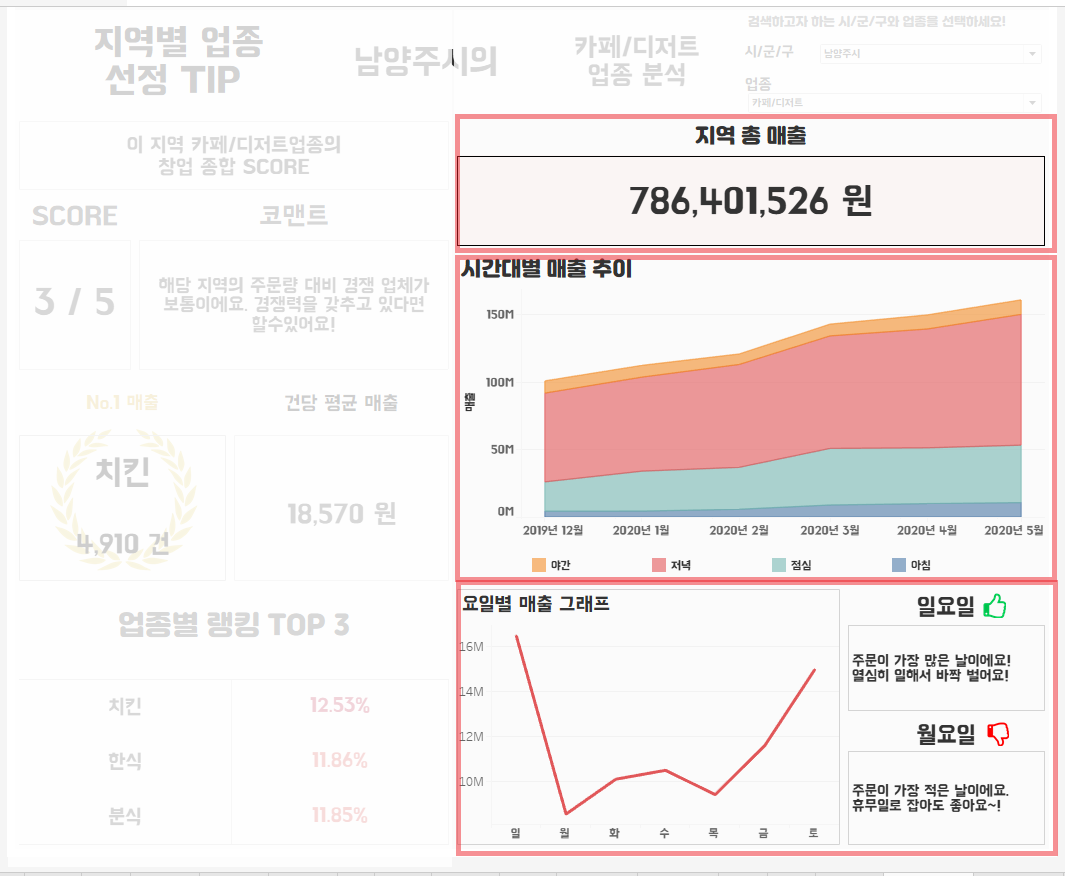 지역별 업종
선정 TIP
남양주시의
카페/디저트
업종 분석
검색하고자 하는 시/군/구와 업종을 선택하세요!
시/군/구
남양주시
업종
카페/디저트
이 지역 카페/디저트업종의
창업 종합 SCORE
SCORE
코맨트
3 / 5
해당 지역의 주문량 대비 경쟁 업체가
보통이에요. 경쟁력을 갖추고 있다면
할수있어요!
No.1 매출
건당 평균 매출
치킨
4,910 건
18,570 원
업종별 랭킹 TOP 3
치킨
12.53%
한식
11.86%
분식
11.85%
지역 총 매출
786,401,526 원
시간대별 매출 추이
150M
100M
50M
0M
매출
2019년 12월
2020년 1월
2020년 2월
2020년 3월
2020년 4월
2020년 5월
야간
저녁
점심
아침
요일별 매출 그래프
16M
14M
12M
10M
일
월
화
수
목
금
토
일요일
주문이 가장 많은 날이에요!
열심히 일해서 바짝 벌어요!
월요일
주문이 가장 적은 날이에요.
휴무일로 잡아도 좋아요~!